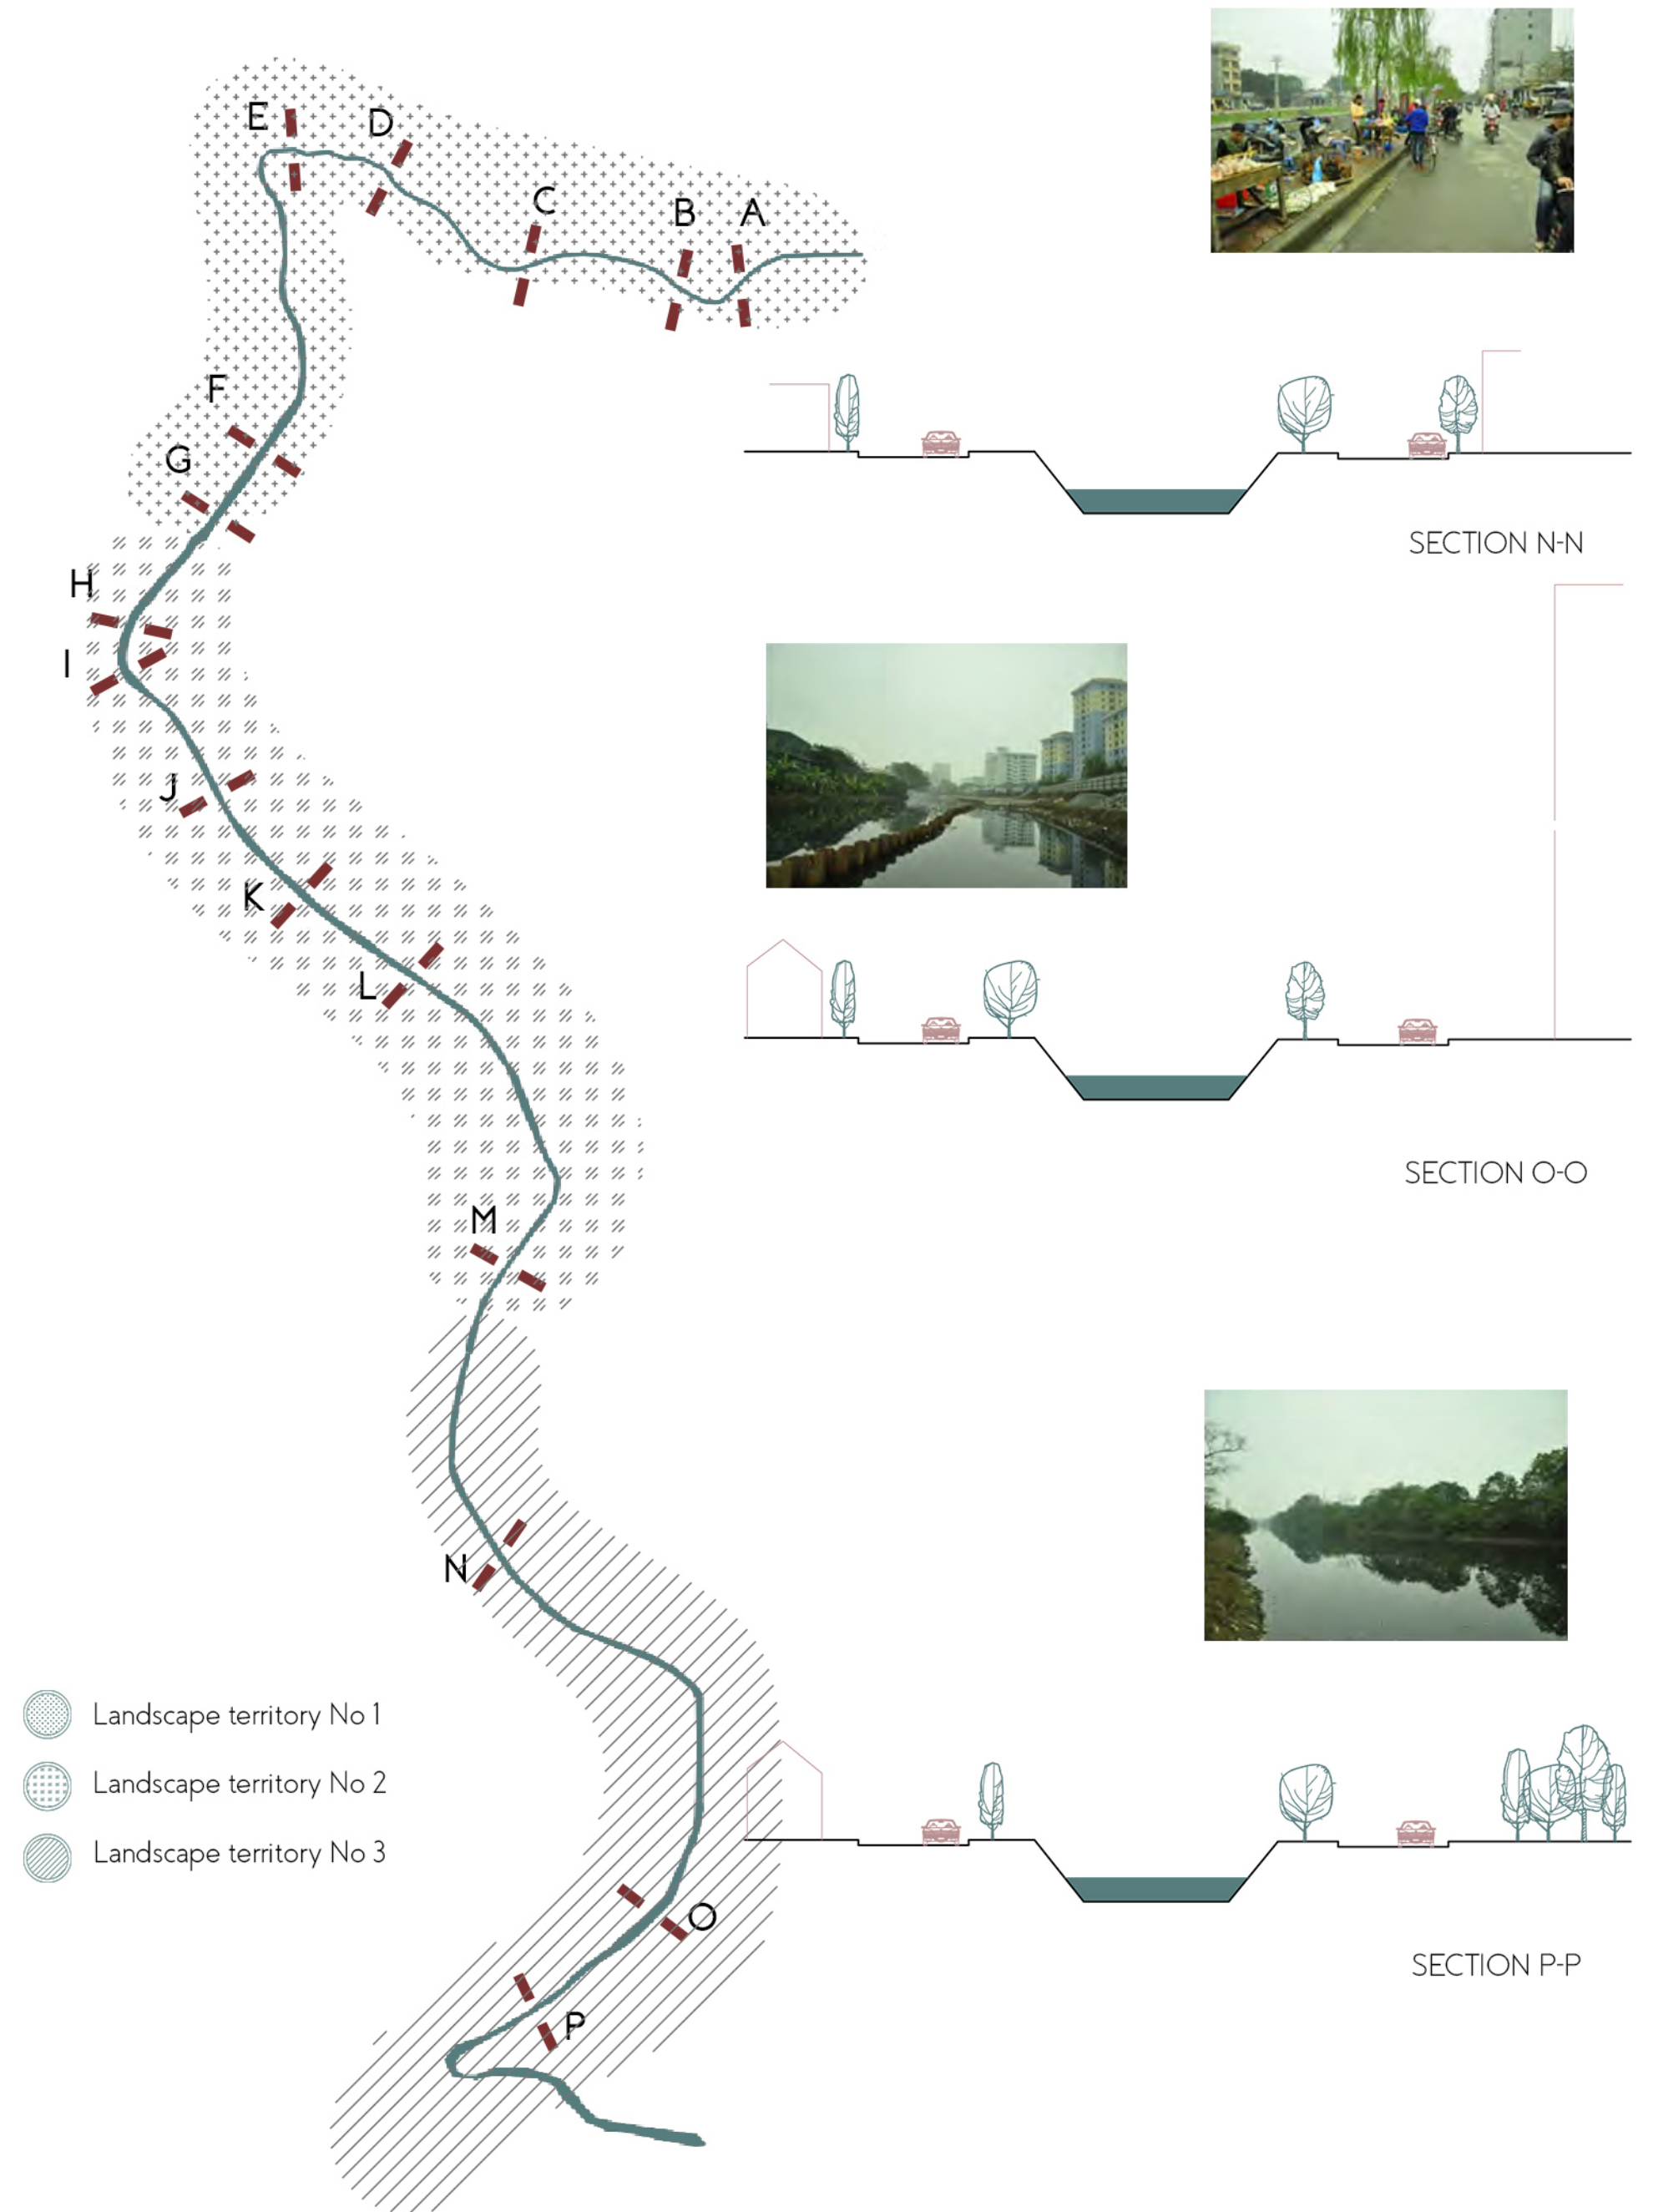 E
D
C
B
A
F
G
SECTION N-N
H
I
J
K
L
SECTION O-O
M
N
Landscape territory No 1
Landscape territory No 2
Landscape territory No 3
O
SECTION P-P
P